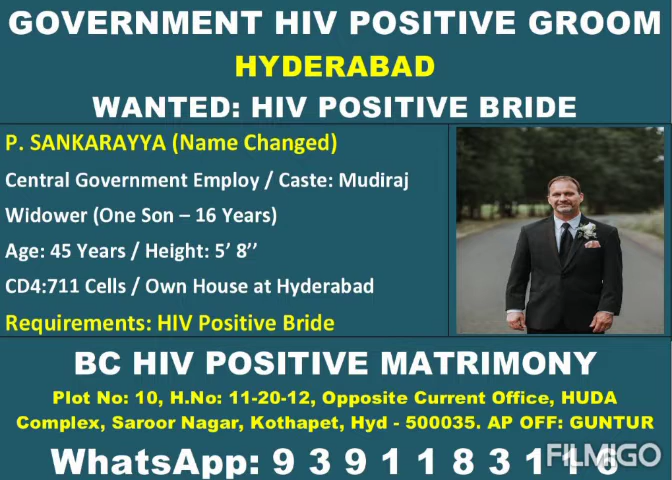 GOVERNMENT HIV POSITIVE GROOM
HYDERABAD
WANTED: HIV POSITIVE BRIDE
P. SANKARAYYA (Name Changed)
Central Government Employ / Caste: Mudiraj
Widower (One Son – 16 Years)
Age: 45 Years / Height: 5’ 8’’
CD4:711 Cells / Own House at Hyderabad
Requirements: HIV Positive Bride
BC HIV POSITIVE MATRIMONY
Plot No: 10, H.No: 11-20-12, Opposite Current Office, HUDA
Complex, Saroor Nagar, Kothapet, Hyd - 500035. AP OFF: GUNTUR
WhatsApp: 9 3 9 1 1 8 3 1 1 6
FILMIGO